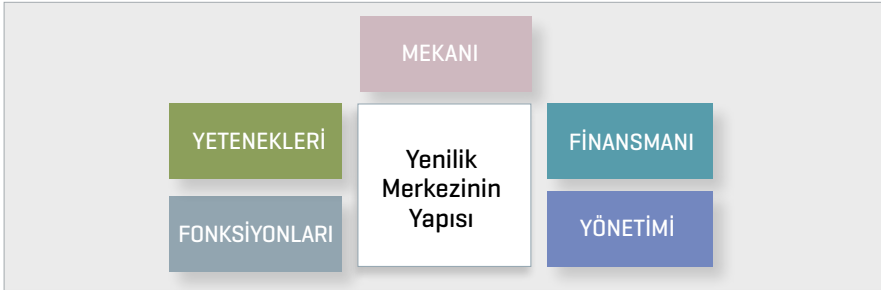 MEKANI
YETENEKLERİ
FİNANSMANI
Yenilik
Merkezinin
Yapısı
FONKSİYONLARI
YÖNETİMİ